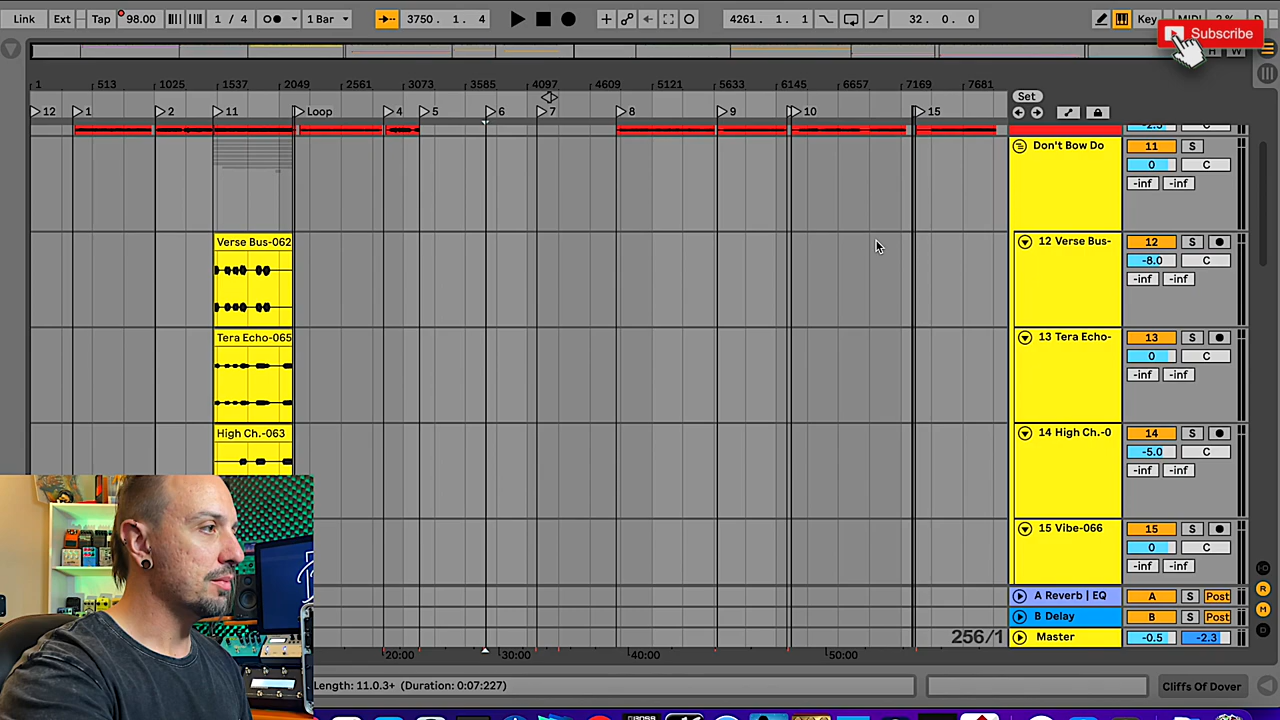 Link Ext Tap 98.00 1 / 4 1 Bar 3750. 1. 4 4261. 1. 1 32. 0. 0 Key MIDI 2 % D
Subscribe
H W
1 513 1025 1537 2049 2561 3073 3585 4097 4609 5121 5633 6145 6657 7169 7681
Set
12 1 2 11 Loop 4 5 6 7 8 9 10 15
-2.5 C
Don't Bow Do 11 S
0 C
-inf -inf
Verse Bus-062
12 Verse Bus- 12 S
-8.0 C
-inf -inf
Tera Echo-065
13 Tera Echo- 13 S
0 C
-inf -inf
High Ch.-063
14 High Ch.-0 14 S
-5.0 C
-inf -inf
15 Vibe-066 15 S
0 C
-inf -inf
A Reverb | EQ A S Post
B Delay B S Post
256/1
Master -0.5 -2.3
R
M
D
20:00 30:00 40:00 50:00
Length: 11.0.3+ (Duration: 0:07:227)
Cliffs Of Dover
BOSS